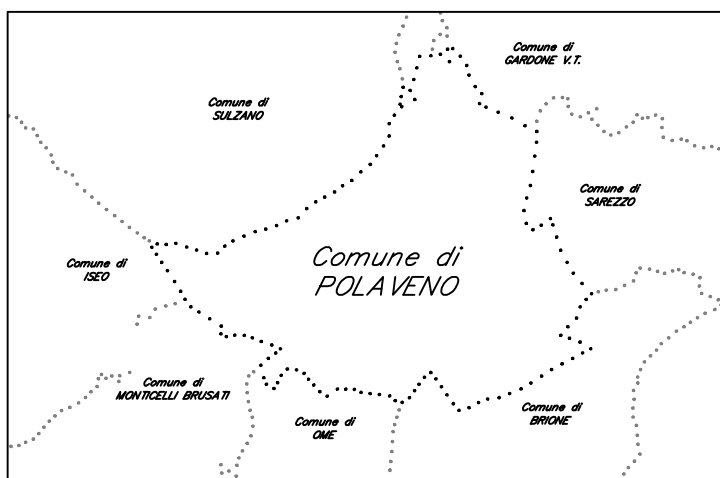 Comune di
GARDONE V.T.
Comune di
SULZANO
Comune di
SAREZZO
Comune di
POLAVENO
Comune di
ISEO
Comune di
MONTICELLI BRUSATI
Comune di
OME
Comune di
BRIONE